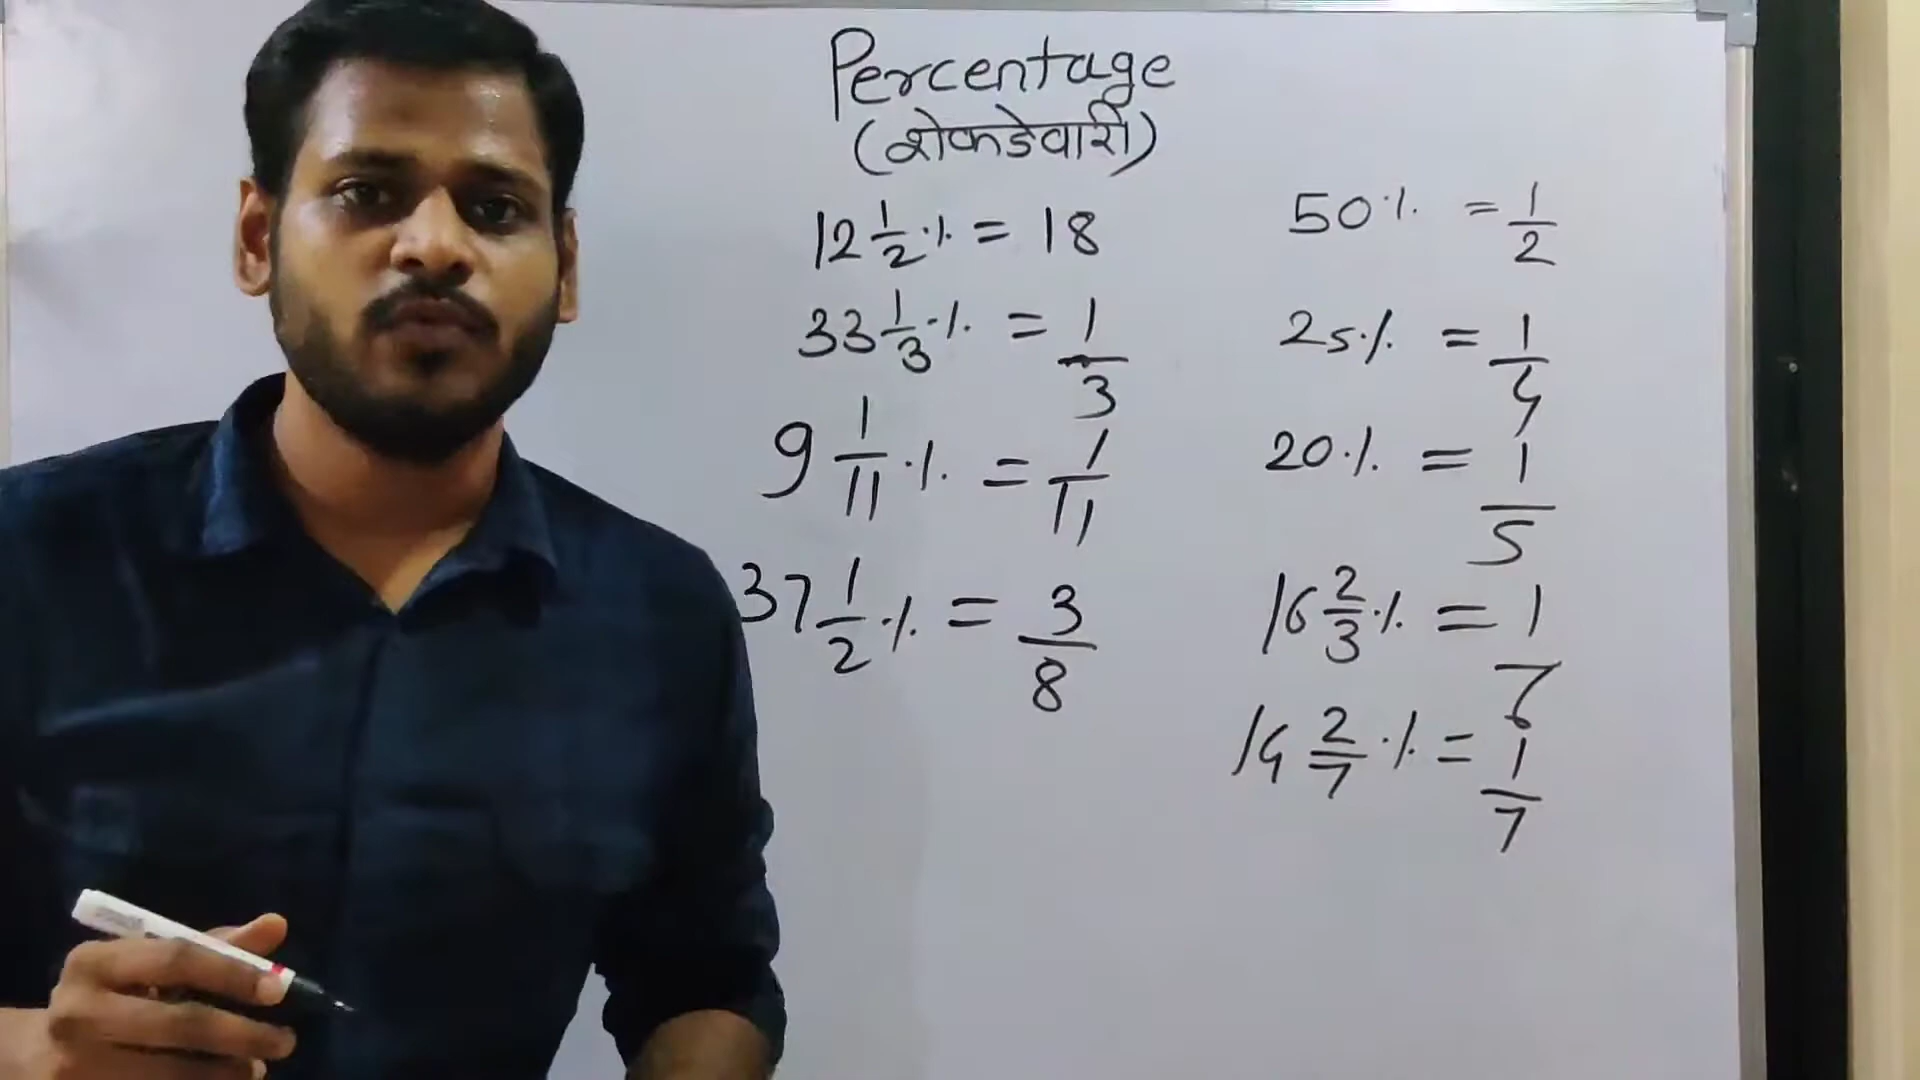 Percentage
(शेकडेवारी)
12 1/2 % = 18
33 1/3 % = 1/3
9 1/11 % = 1/11
37 1/2 % = 3/8
50 % = 1/2
25 % = 1/4
20 % = 1/5
16 2/3 % = 1/6
14 2/7 % = 1/7